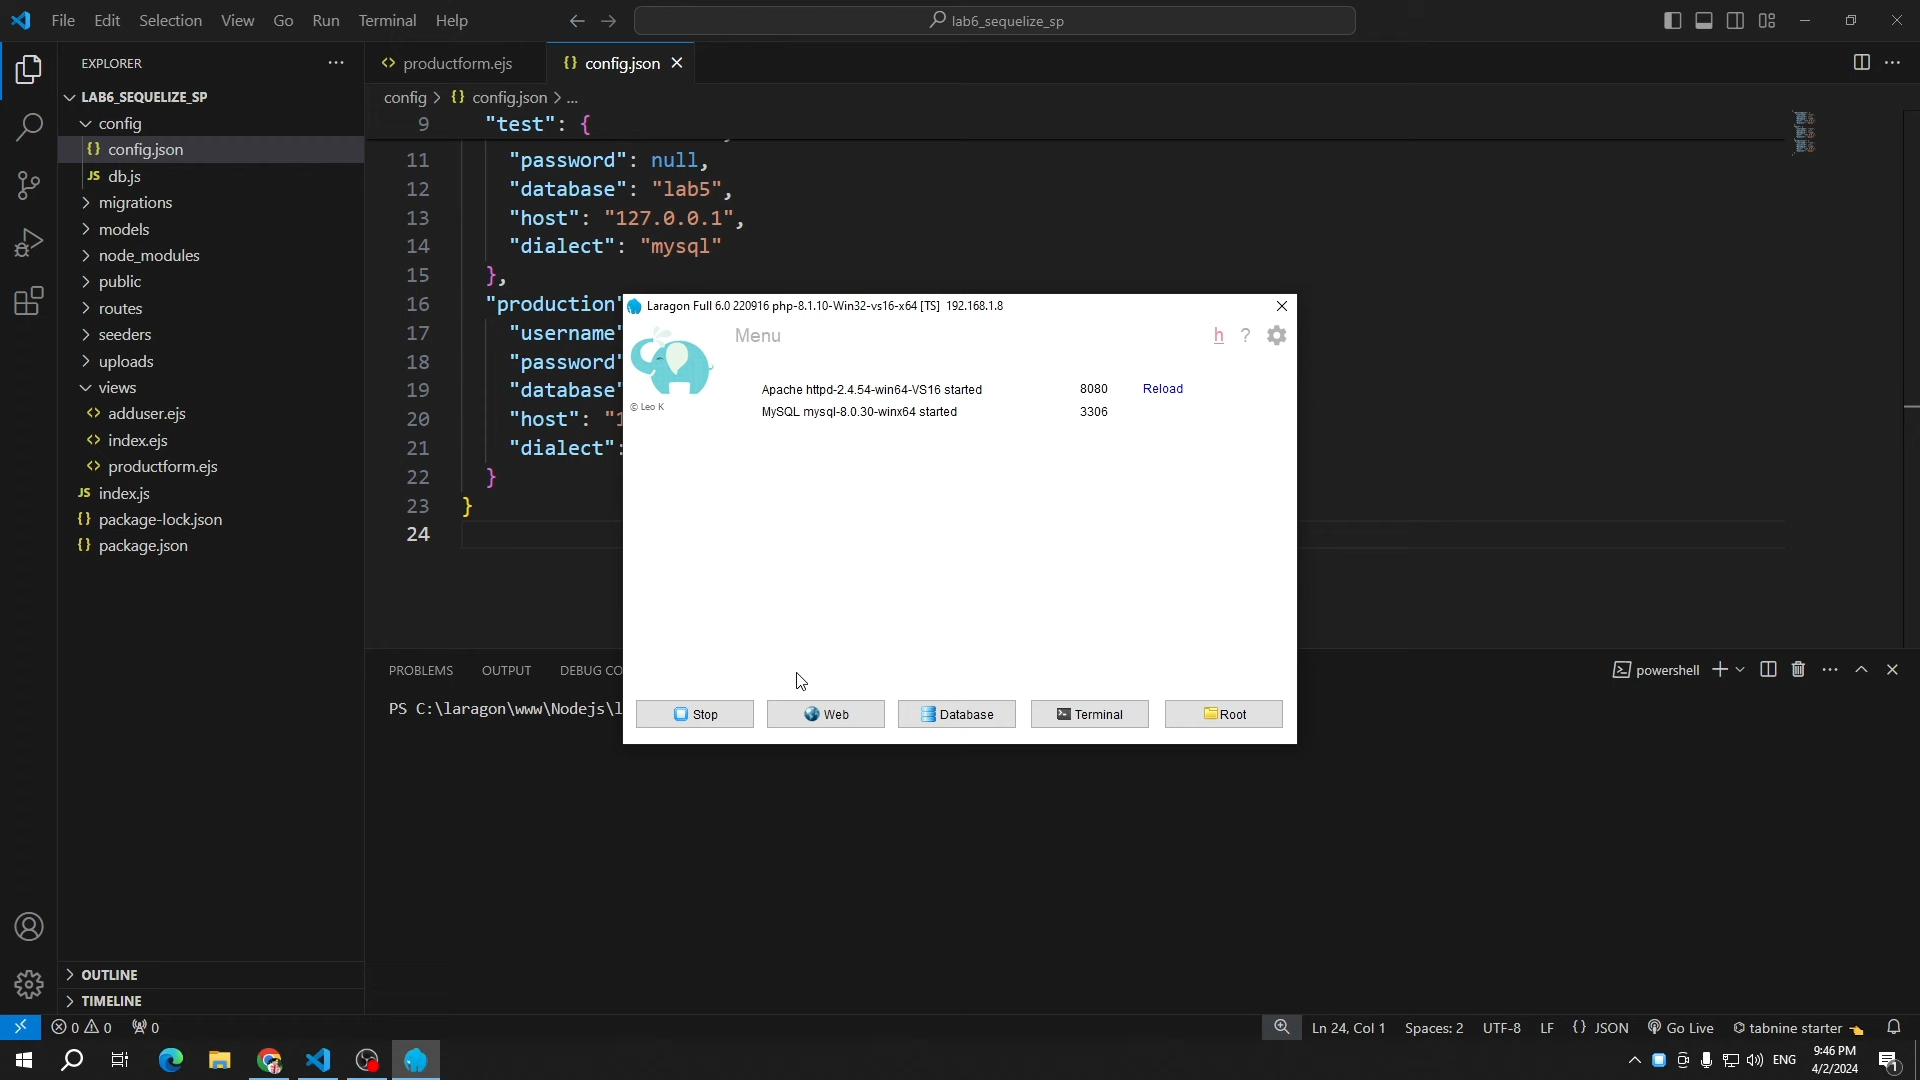 File Edit Selection View Go Run Terminal Help
lab6_sequelize_sp
EXPLORER
LAB6_SEQUELIZE_SP
config
config.json
db.js
migrations
models
node_modules
public
routes
seeders
uploads
views
adduser.ejs
index.ejs
productform.ejs
index.js
package-lock.json
package.json
OUTLINE
TIMELINE
productform.ejs
config.json
config > config.json > ...
9 "test": {
11 "password": null,
12 "database": "lab5",
13 "host": "127.0.0.1",
14 "dialect": "mysql"
15 },
16 "production"
17 "username"
18 "password"
19 "database"
20 "host": "1
21 "dialect":
22 }
23 }
24
Laragon Full 6.0 220916 php-8.1.10-Win32-vs16-x64 [TS] 192.168.1.8
Menu
h ?
© Leo K
Apache httpd-2.4.54-win64-VS16 started 8080 Reload
MySQL mysql-8.0.30-winx64 started 3306
Stop Web Database Terminal Root
PROBLEMS OUTPUT DEBUG CO
powershell
PS C:\laragon\www\Nodejs\l
0 0 0
Ln 24, Col 1 Spaces: 2 UTF-8 LF {} JSON Go Live tabnine starter
ENG
9:46 PM
4/2/2024
1